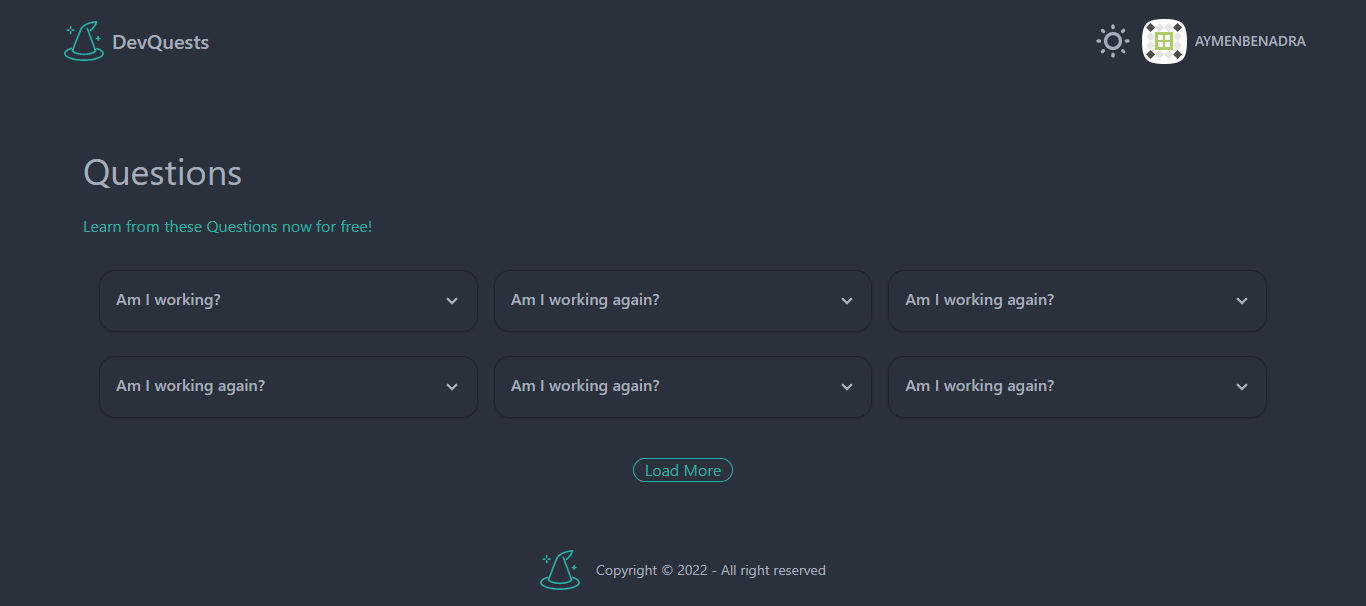 DevQuests
AYMENBENADRA
Questions
Learn from these Questions now for free!
Am I working?
Am I working again?
Am I working again?
Am I working again?
Am I working again?
Am I working again?
Load More
Copyright © 2022 - All right reserved